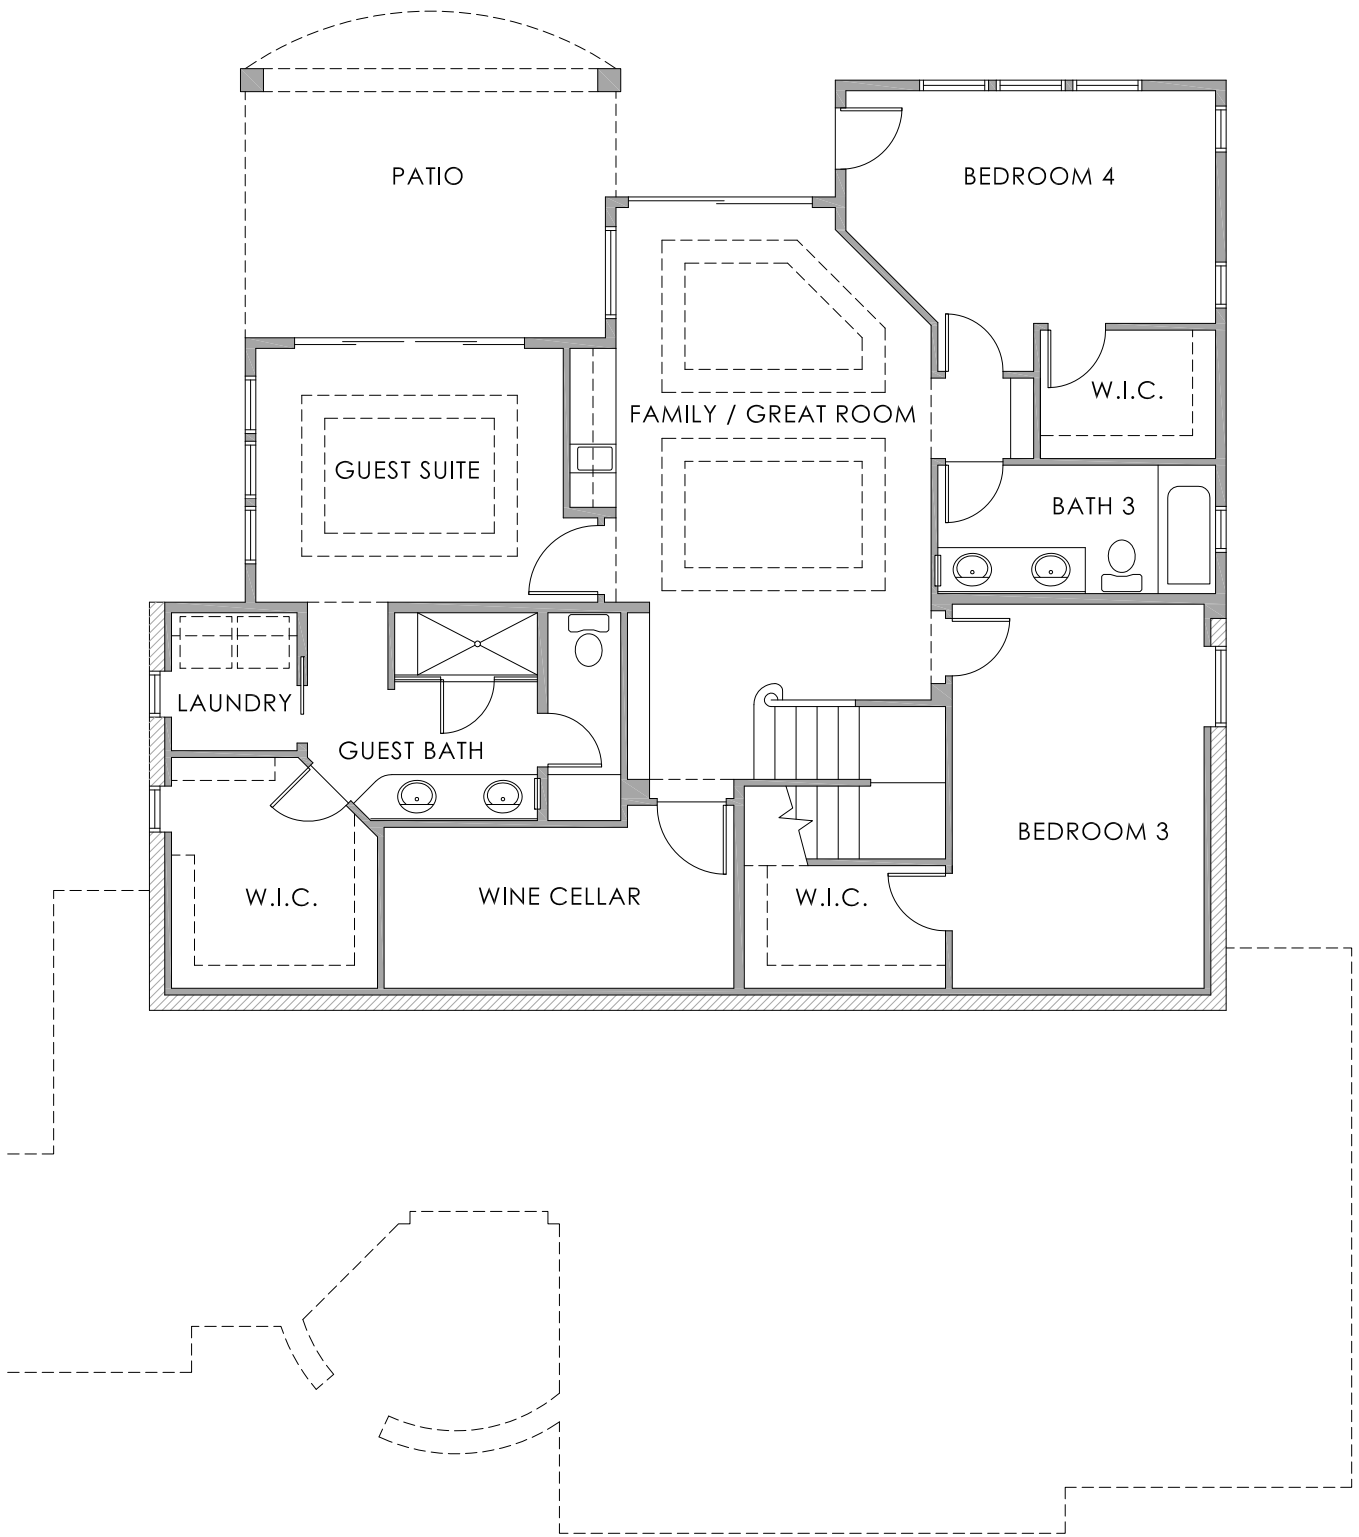 PATIO
BEDROOM 4
W.I.C.
FAMILY / GREAT ROOM
GUEST SUITE
BATH 3
LAUNDRY
GUEST BATH
BEDROOM 3
W.I.C.
WINE CELLAR
W.I.C.